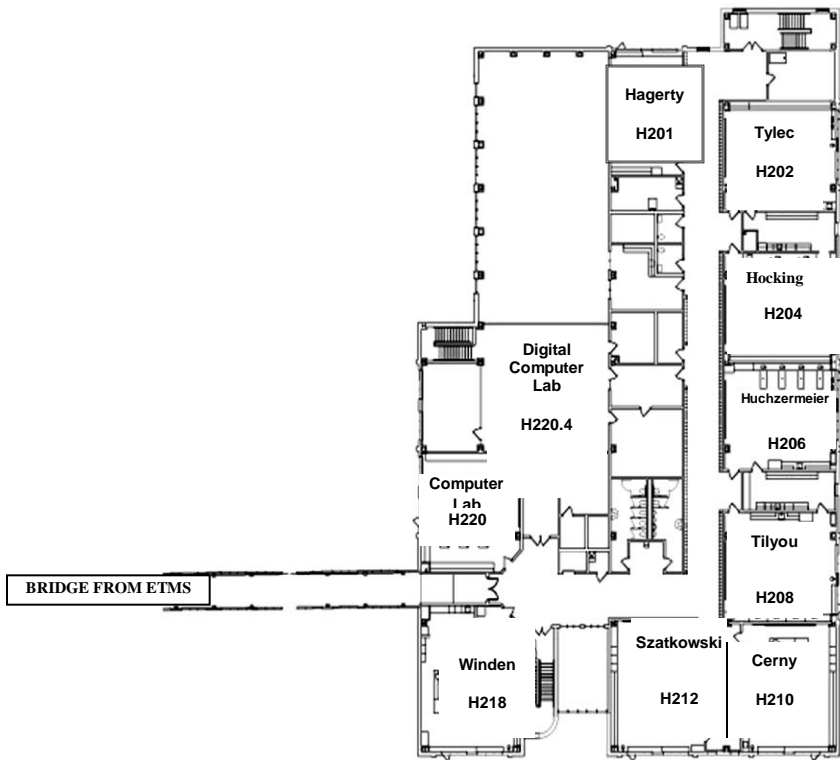 Hagerty
H201
Tylec
H202
Hocking
H204
Digital
Computer
Lab
H220.4
Huchzermeier
H206
Computer
Lab
H220
Tilyou
H208
BRIDGE FROM ETMS
Szatkowski
H212
Cerny
H210
Winden
H218